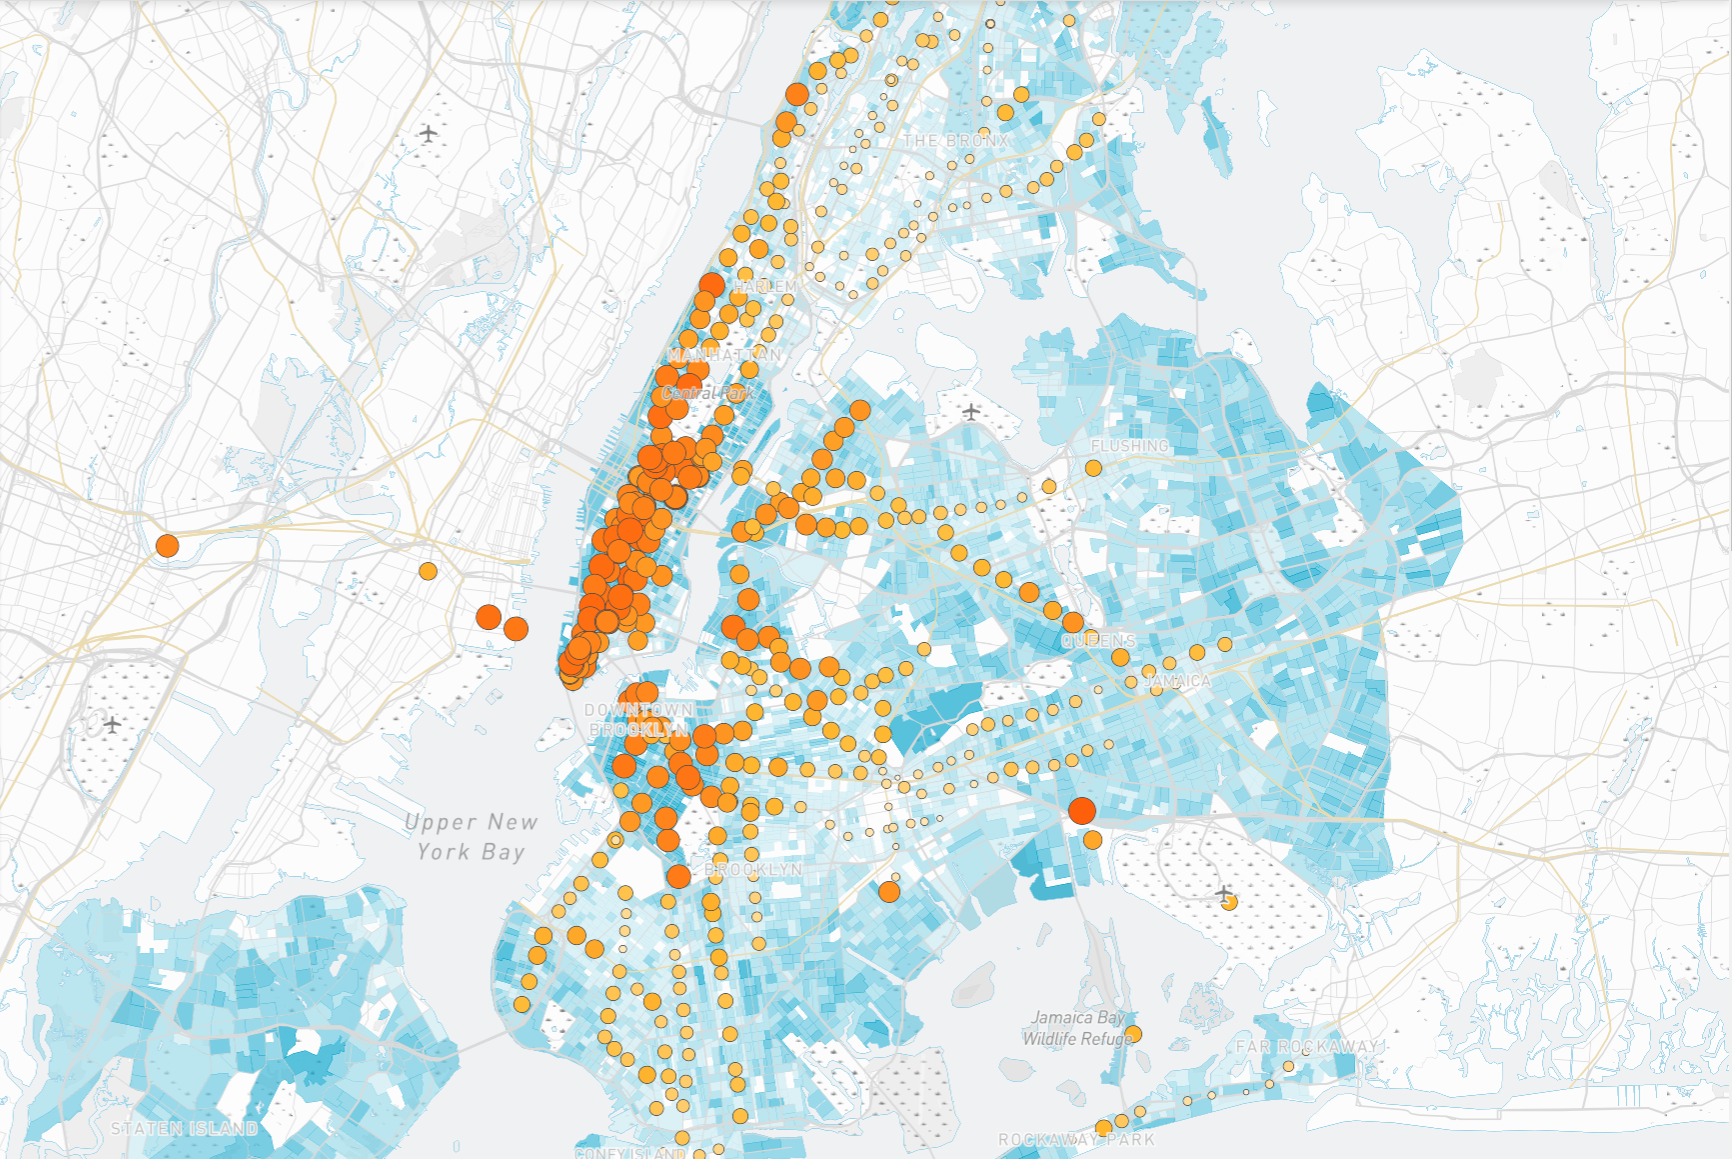 THE BRONX
HARLEM
MANHATTAN
Central Park
FLUSHING
QUEENS
JAMAICA
DOWNTOWN
BROOKLYN
Upper New
York Bay
BROOKLYN
Jamaica Bay
Wildlife Refuge
FAR ROCKAWAY
STATEN ISLAND
ROCKAWAY PARK
CONEY ISLAND